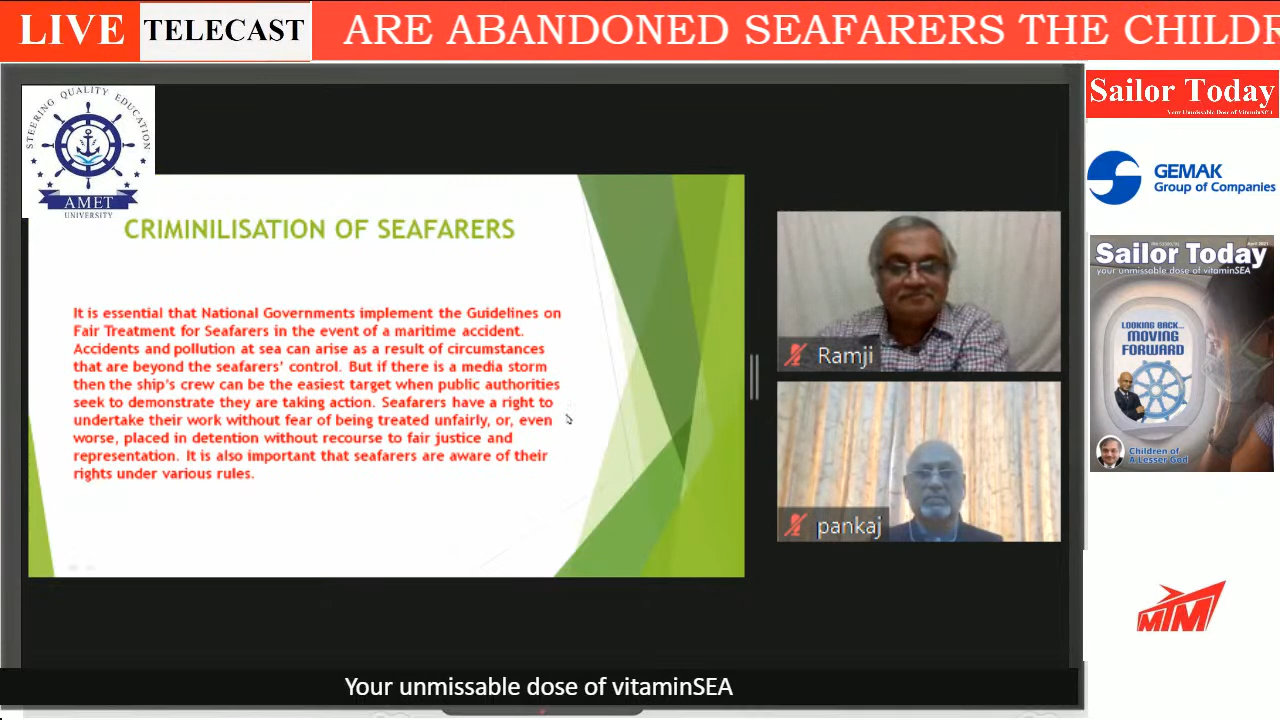 LIVE TELECAST ARE ABANDONED SEAFARERS THE CHILDR
STEERING QUALITY EDUCATION
AMET
UNIVERSITY
CRIMINILISATION OF SEAFARERS
It is essential that National Governments implement the Guidelines on
Fair Treatment for Seafarers in the event of a maritime accident.
Accidents and pollution at sea can arise as a result of circumstances
that are beyond the seafarers' control. But if there is a media storm
then the ship's crew can be the easiest target when public authorities
seek to demonstrate they are taking action. Seafarers have a right to
undertake their work without fear of being treated unfairly, or, even
worse, placed in detention without recourse to fair justice and
representation. It is also important that seafarers are aware of their
rights under various rules.
Ramji
pankaj
Sailor Today
GEMAK
Group of Companies
April 2021
Sailor Today
your unmissable dose of vitaminSEA
LOOKING BACK...
MOVING
FORWARD
Children of
A Lesser God
MTM
Your unmissable dose of vitaminSEA